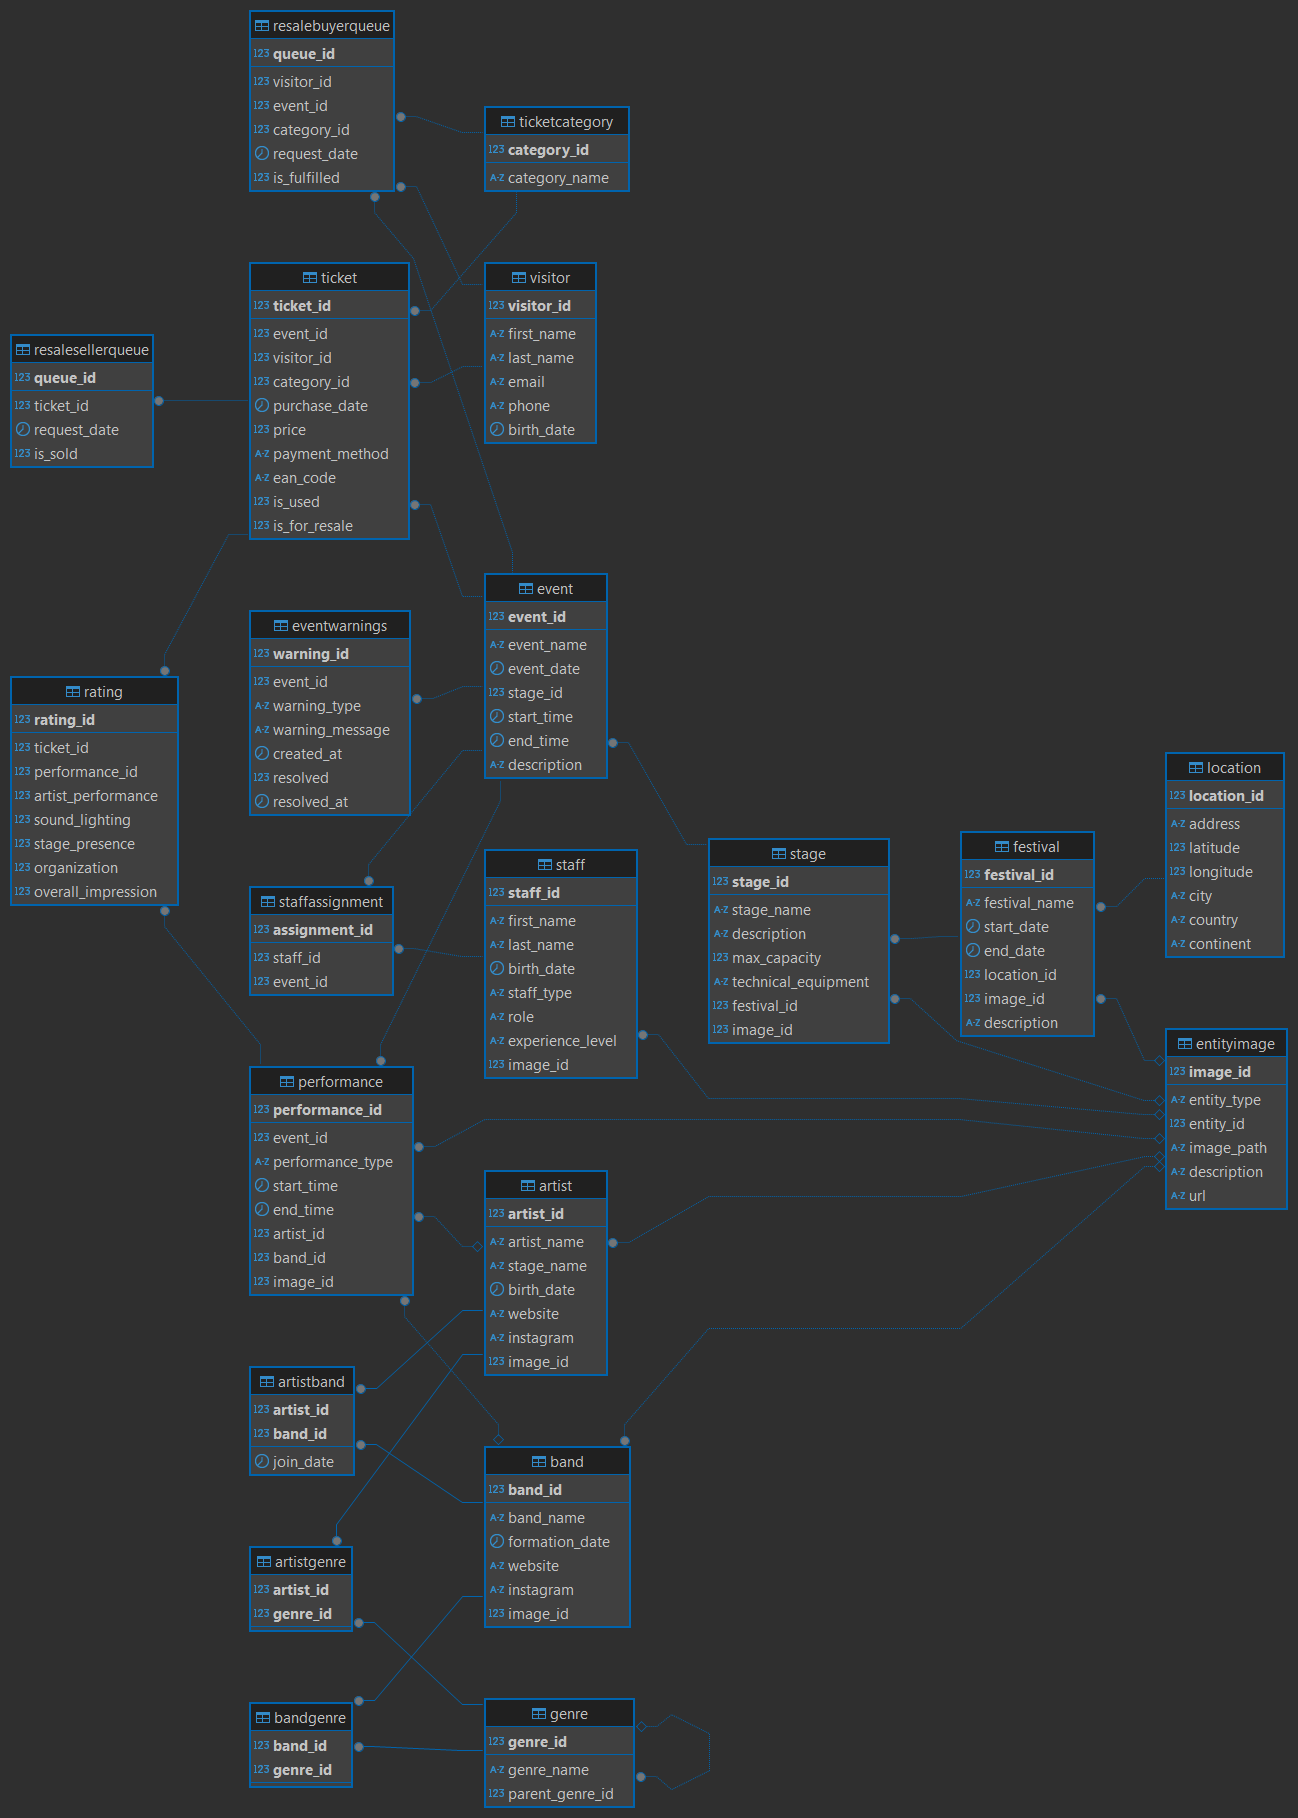 resalebuyerqueue
123 queue_id
123 visitor_id
123 event_id
123 category_id
request_date
123 is_fulfilled
ticketcategory
123 category_id
A-Z category_name
ticket
123 ticket_id
123 event_id
123 visitor_id
123 category_id
purchase_date
123 price
A-Z payment_method
A-Z ean_code
123 is_used
123 is_for_resale
visitor
123 visitor_id
A-Z first_name
A-Z last_name
A-Z email
A-Z phone
birth_date
resalesellerqueue
123 queue_id
123 ticket_id
request_date
123 is_sold
event
123 event_id
A-Z event_name
event_date
123 stage_id
start_time
end_time
A-Z description
eventwarnings
123 warning_id
123 event_id
A-Z warning_type
A-Z warning_message
created_at
123 resolved
resolved_at
rating
123 rating_id
123 ticket_id
123 performance_id
123 artist_performance
123 sound_lighting
123 stage_presence
123 organization
123 overall_impression
location
123 location_id
A-Z address
123 latitude
123 longitude
A-Z city
A-Z country
A-Z continent
festival
123 festival_id
A-Z festival_name
start_date
end_date
123 location_id
123 image_id
A-Z description
stage
123 stage_id
A-Z stage_name
A-Z description
123 max_capacity
A-Z technical_equipment
123 festival_id
123 image_id
staff
123 staff_id
A-Z first_name
A-Z last_name
birth_date
A-Z staff_type
A-Z role
A-Z experience_level
123 image_id
staffassignment
123 assignment_id
123 staff_id
123 event_id
entityimage
123 image_id
A-Z entity_type
123 entity_id
A-Z image_path
A-Z description
A-Z url
performance
123 performance_id
123 event_id
A-Z performance_type
start_time
end_time
123 artist_id
123 band_id
123 image_id
artist
123 artist_id
A-Z artist_name
A-Z stage_name
birth_date
A-Z website
A-Z instagram
123 image_id
artistband
123 artist_id
123 band_id
join_date
band
123 band_id
A-Z band_name
formation_date
A-Z website
A-Z instagram
123 image_id
artistgenre
123 artist_id
123 genre_id
bandgenre
123 band_id
123 genre_id
genre
123 genre_id
A-Z genre_name
123 parent_genre_id